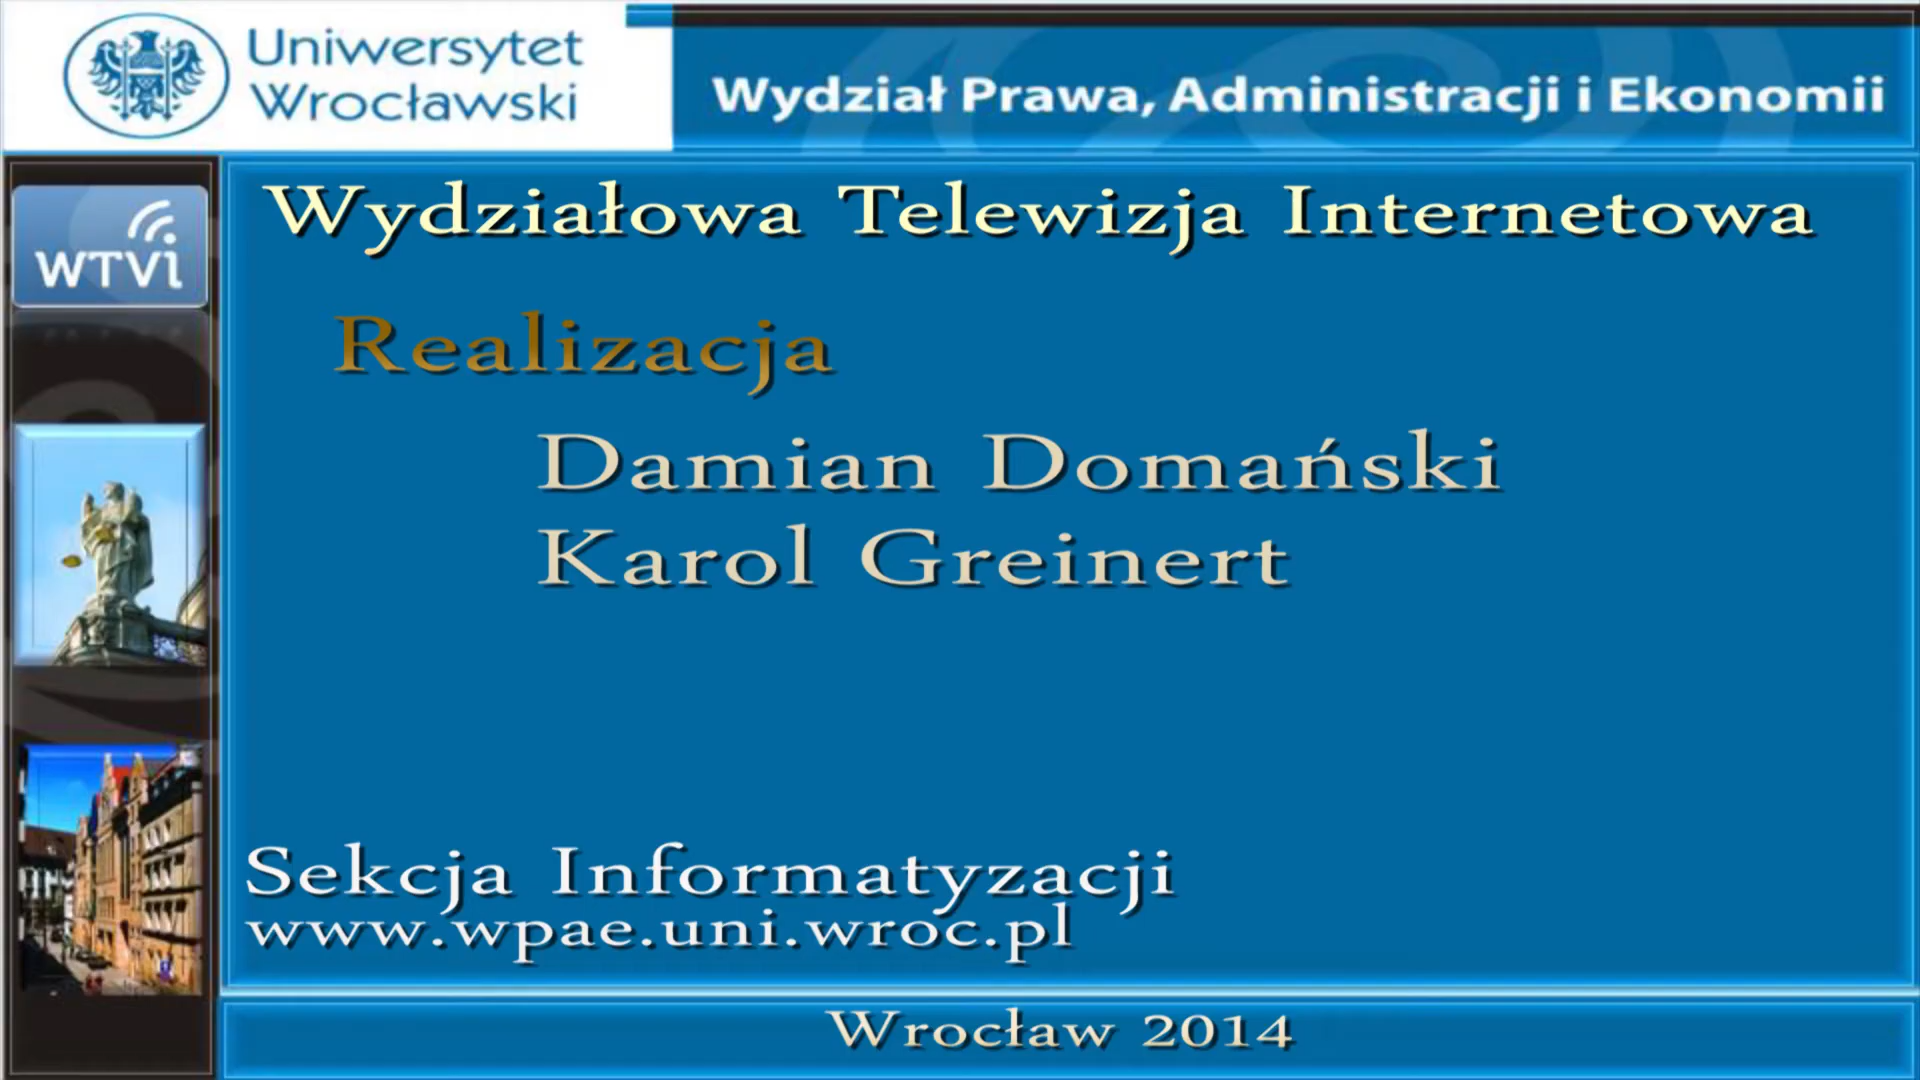 Uniwersytet
Wrocławski
Wydział Prawa, Administracji i Ekonomii
WTVi
Wydziałowa Telewizja Internetowa
Realizacja
Damian Domański
Karol Greinert
Sekcja Informatyzacji
www.wpae.uni.wroc.pl
Wrocław 2014